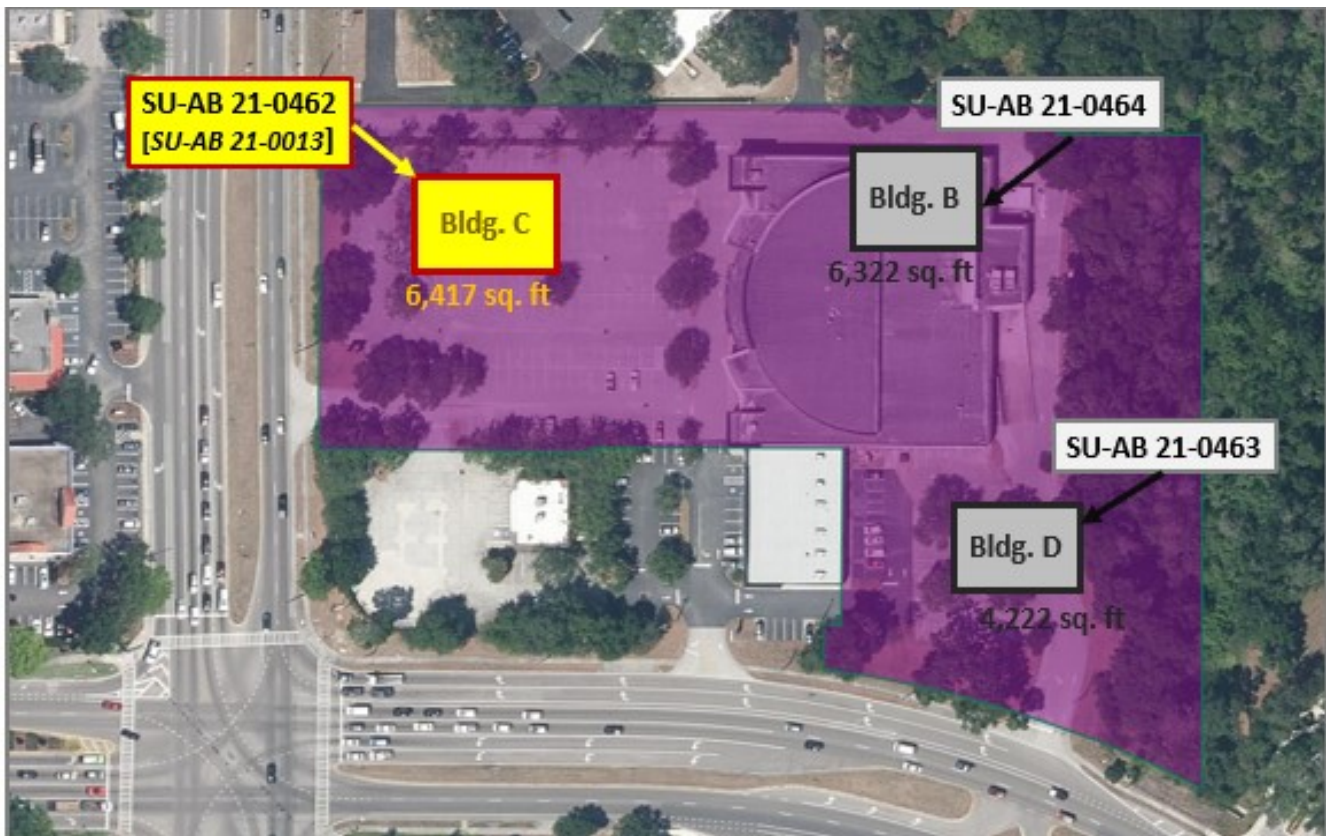 SU-AB 21-0462
[SU-AB 21-0013]
SU-AB 21-0464
Bldg. C
6,417 sq. ft
Bldg. B
6,322 sq. ft
SU-AB 21-0463
Bldg. D
4,222 sq. ft